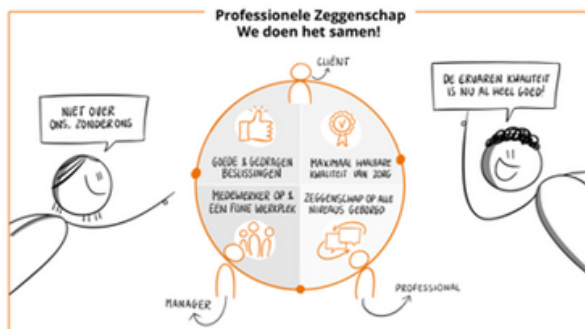 Professionele Zeggenschap
We doen het samen!
CLIËNT
NIET OVER
ONS, ZONDER ONS
DE ERVAREN KWALITEIT
IS NU AL HEEL GOED!
GOEDE & GEDRAGEN
BESLISSINGEN
MAXIMAAL HAALBARE
KWALITEIT VAN ZORG
MEDEWERKER OP 1
EEN FIJNE WERKPLEK
ZEGGENSCHAP OP ALLE
NIVEAUS GEBORGD
MANAGER
PROFESSIONAL